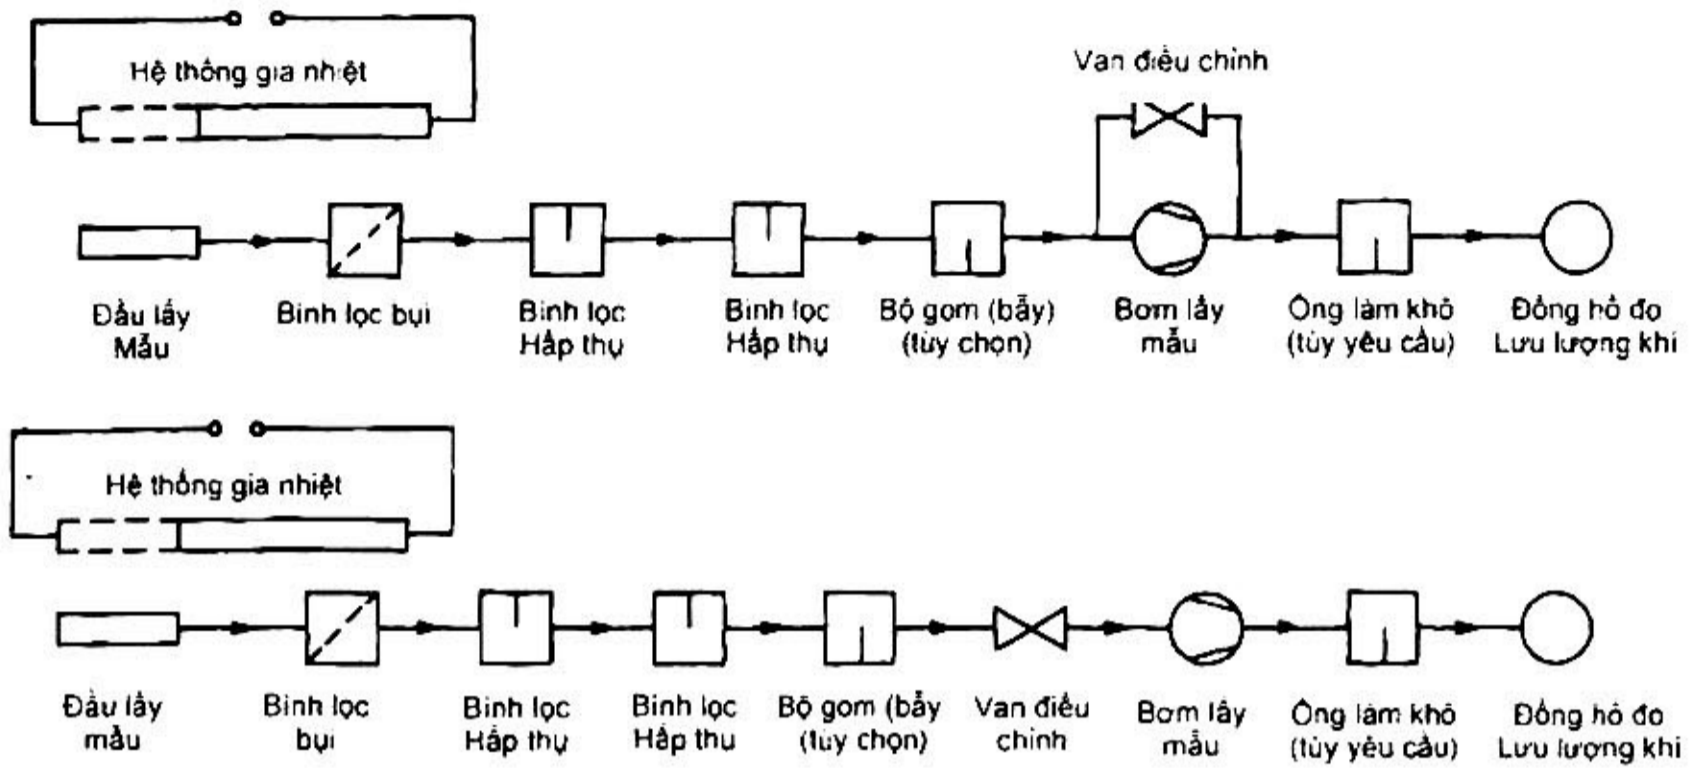 Hệ thống gia nhiệt
Van điều chỉnh
Đầu lấy
Mẫu
Bình lọc bụi
Bình lọc
Hấp thụ
Bình lọc
Hấp thụ
Bộ gom (bẫy)
(tùy chọn)
Bơm lấy
mẫu
Ông làm khô
(tùy yêu cầu)
Đồng hồ đo
Lưu lượng khí
Hệ thống gia nhiệt
Đầu lấy
mẫu
Bình lọc
bụi
Bình lọc
Hấp thụ
Bình lọc
Hấp thu
Bộ gom (bẫy
(tùy chọn)
Van điều
chỉnh
Bơm lấy
mẫu
Ông làm khô
(tùy yêu cầu)
Đồng hồ đo
Lưu lượng khí